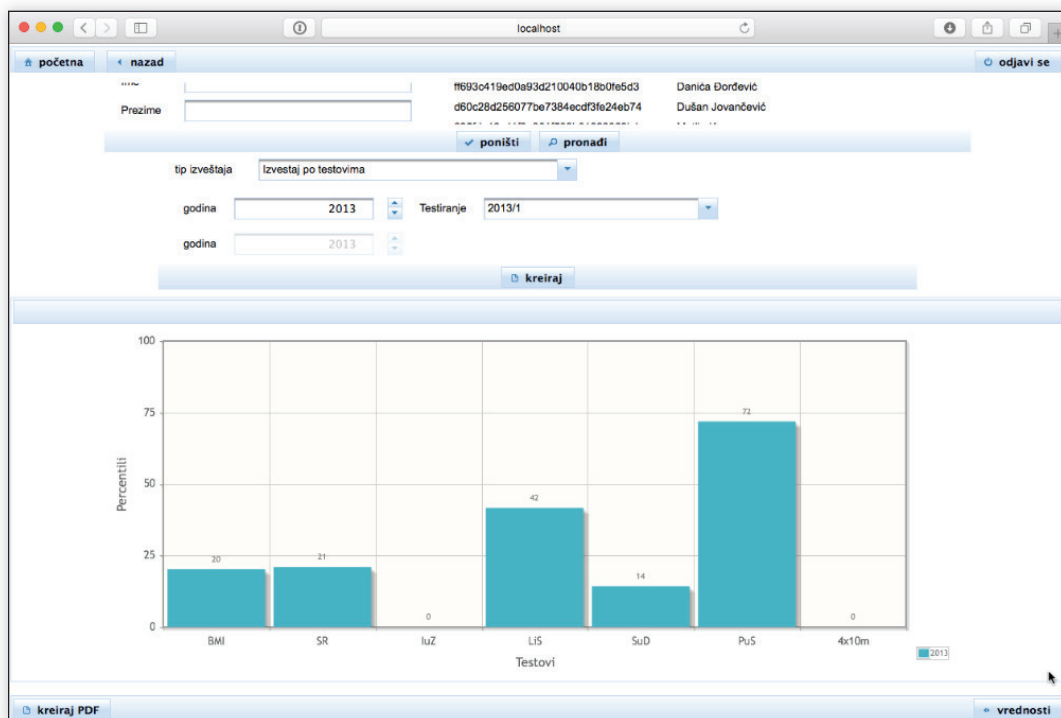 localhost
početna nazad odjavi se
ff693c419ed0a93d210040b18b0fe5d3 Danića Đorđević
Prezime d60c28d256077be7384ecdf3fe24eb74 Dušan Jovančević
poništi pronađi
tip izveštaja Izvestaj po testovima
godina 2013 Testiranje 2013/1
godina 2013
kreiraj
100
75
50
25
0
Percentili
20
21
0
42
14
72
0
BMI SR IuZ LiS SuD PuS 4x10m
Testovi
2013
kreiraj PDF vrednosti